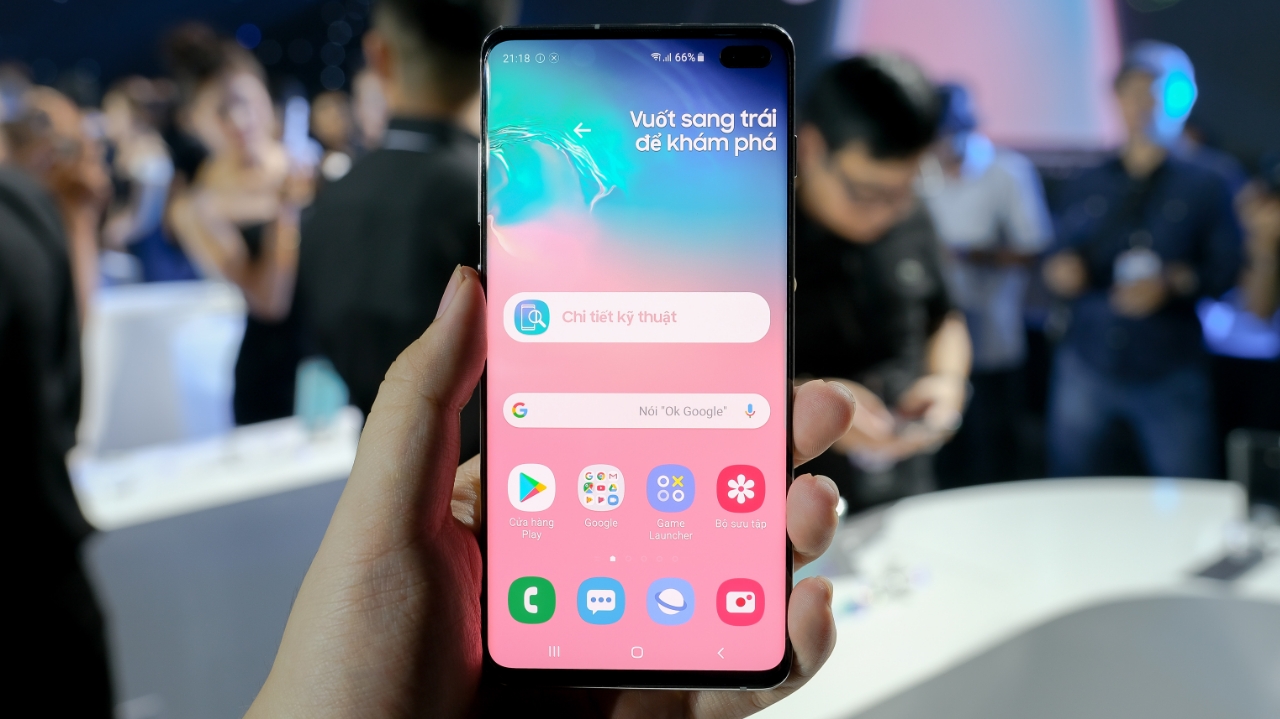 21:18 66%
Vuốt sang trái
để khám phá
Chi tiết kỹ thuật
Nói "Ok Google"
Cửa hàng
Play
Google
Game
Launcher
Bộ sưu tập